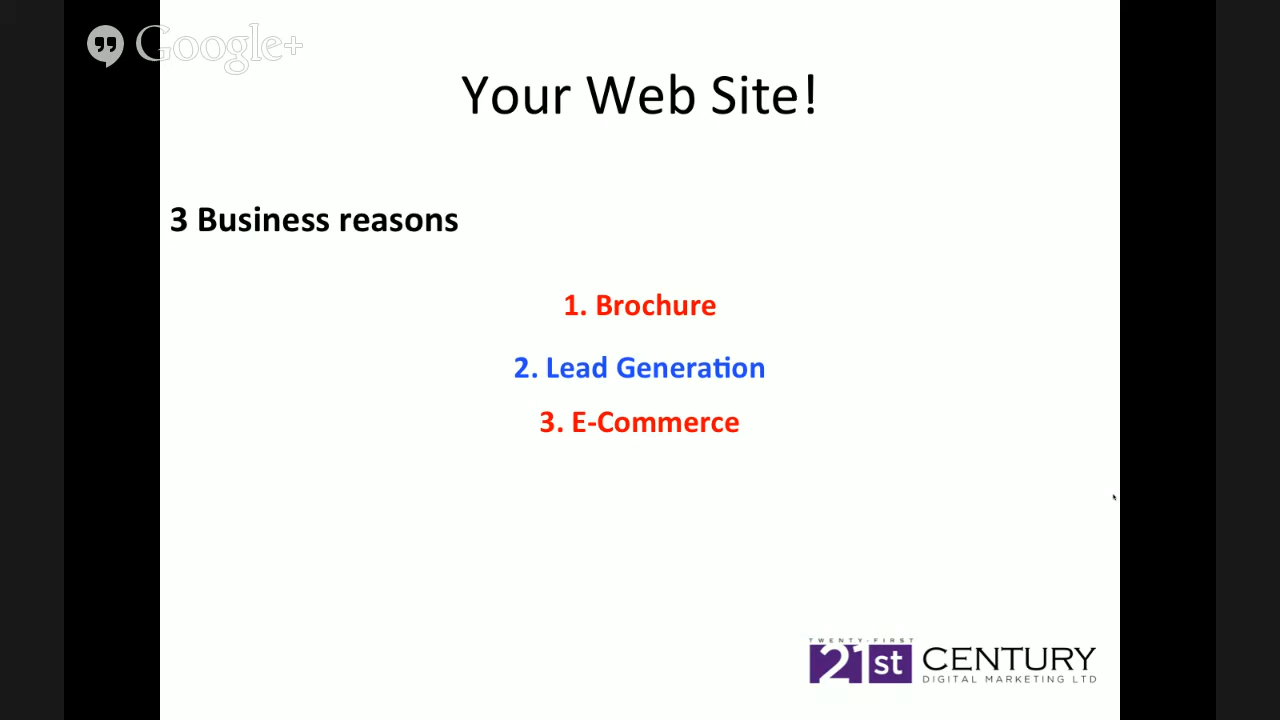 Google+
Your Web Site!
3 Business reasons
1. Brochure
2. Lead Generation
3. E-Commerce
TWENTY-FIRST
21st CENTURY
DIGITAL MARKETING LTD